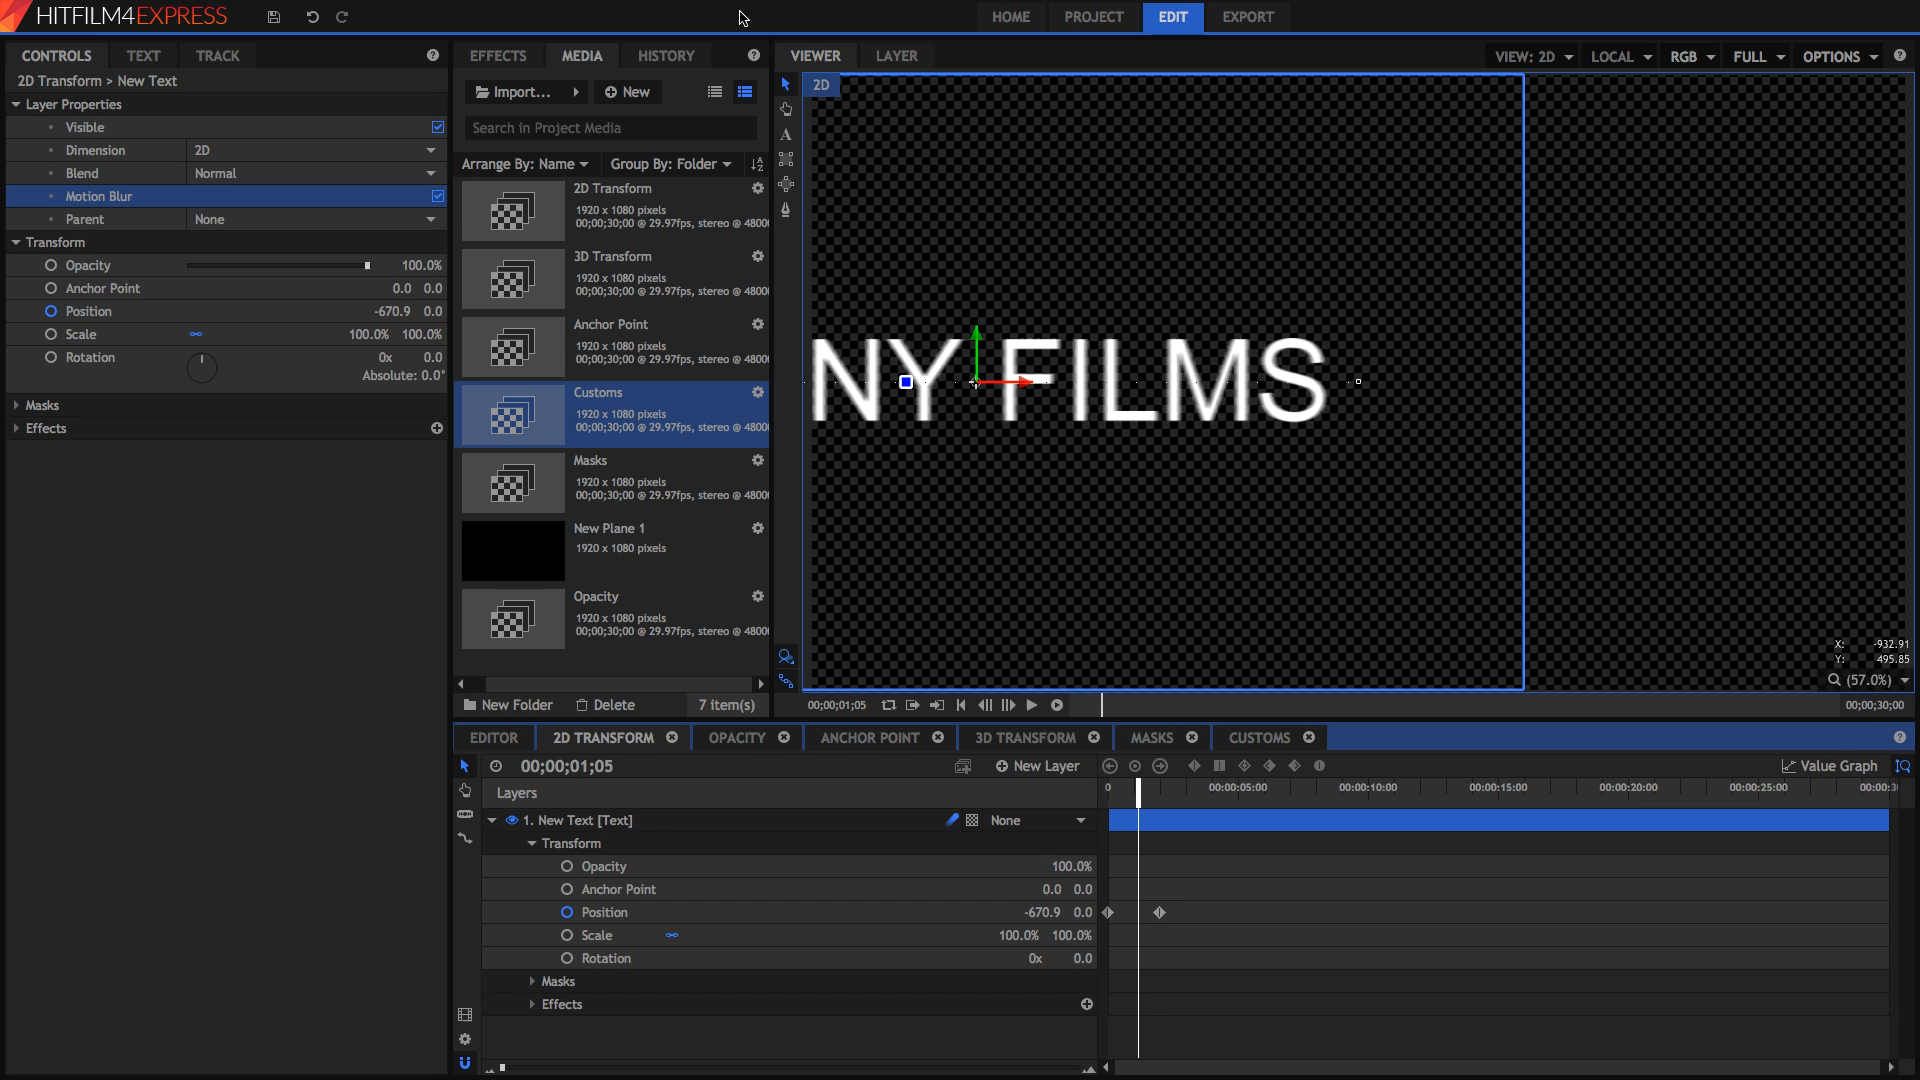 HITFILM4EXPRESS
HOME PROJECT EDIT EXPORT
CONTROLS TEXT TRACK
2D Transform > New Text
Layer Properties
Visible
Dimension 2D
Blend Normal
Motion Blur
Parent None
Transform
Opacity 100.0%
Anchor Point 0.0 0.0
Position -670.9 0.0
Scale 100.0% 100.0%
Rotation 0x 0.0
Absolute: 0.0°
Masks
Effects
EFFECTS MEDIA HISTORY
Import... New
Search in Project Media
Arrange By: Name Group By: Folder
2D Transform
1920 x 1080 pixels
00;00;30;00 @ 29.97fps, stereo @ 4800
3D Transform
1920 x 1080 pixels
00;00;30;00 @ 29.97fps, stereo @ 4800
Anchor Point
1920 x 1080 pixels
00;00;30;00 @ 29.97fps, stereo @ 4800
Customs
1920 x 1080 pixels
00;00;30;00 @ 29.97fps, stereo @ 4800
Masks
1920 x 1080 pixels
00;00;30;00 @ 29.97fps, stereo @ 4800
New Plane 1
1920 x 1080 pixels
Opacity
1920 x 1080 pixels
00;00;30;00 @ 29.97fps, stereo @ 4800
New Folder Delete 7 item(s)
VIEWER LAYER
VIEW: 2D LOCAL RGB FULL OPTIONS
2D
A
NY FILMS
X: -932.91
Y: 495.85
(57.0%)
00;00;01;05 00;00;30;00
EDITOR 2D TRANSFORM OPACITY ANCHOR POINT 3D TRANSFORM MASKS CUSTOMS
00;00;01;05 New Layer Value Graph
Layers
0 00:00:05:00 00:00:10:00 00:00:15:00 00:00:20:00 00:00:25:00 00:00:3
1. New Text [Text] None
Transform
Opacity 100.0%
Anchor Point 0.0 0.0
Position -670.9 0.0
Scale 100.0% 100.0%
Rotation 0x 0.0
Masks
Effects